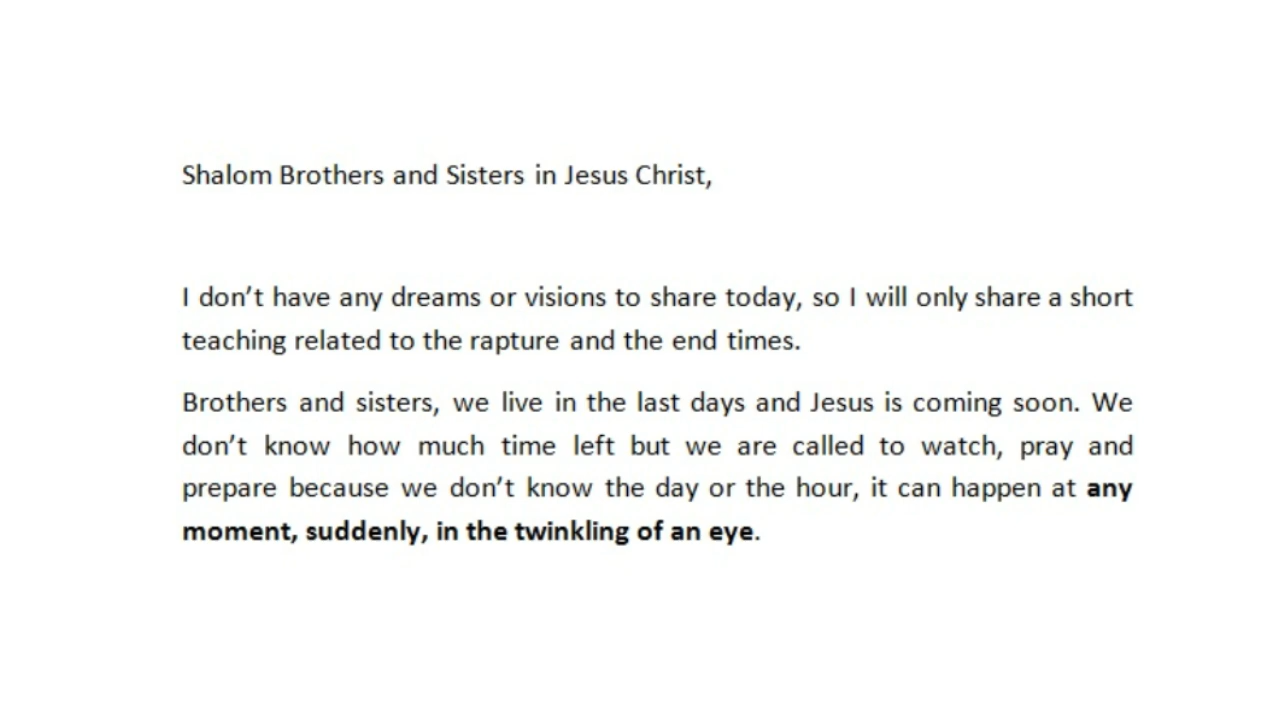 Shalom Brothers and Sisters in Jesus Christ,
I don’t have any dreams or visions to share today, so I will only share a short
teaching related to the rapture and the end times.
Brothers and sisters, we live in the last days and Jesus is coming soon. We
don’t know how much time left but we are called to watch, pray and
prepare because we don’t know the day or the hour, it can happen at any
moment, suddenly, in the twinkling of an eye.